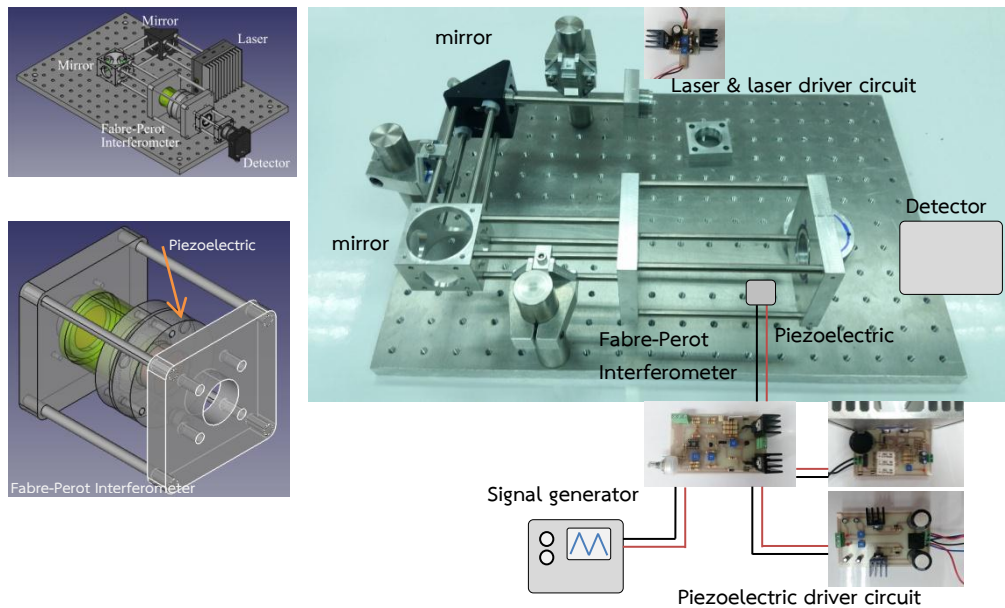 Mirror
Laser
Mirror
Fabre-Perot
Interferometer
Detector
Piezoelectric
Fabre-Perot Interferometer
mirror
Laser & laser driver circuit
mirror
Detector
Fabre-Perot
Interferometer
Piezoelectric
Signal generator
Piezoelectric driver circuit